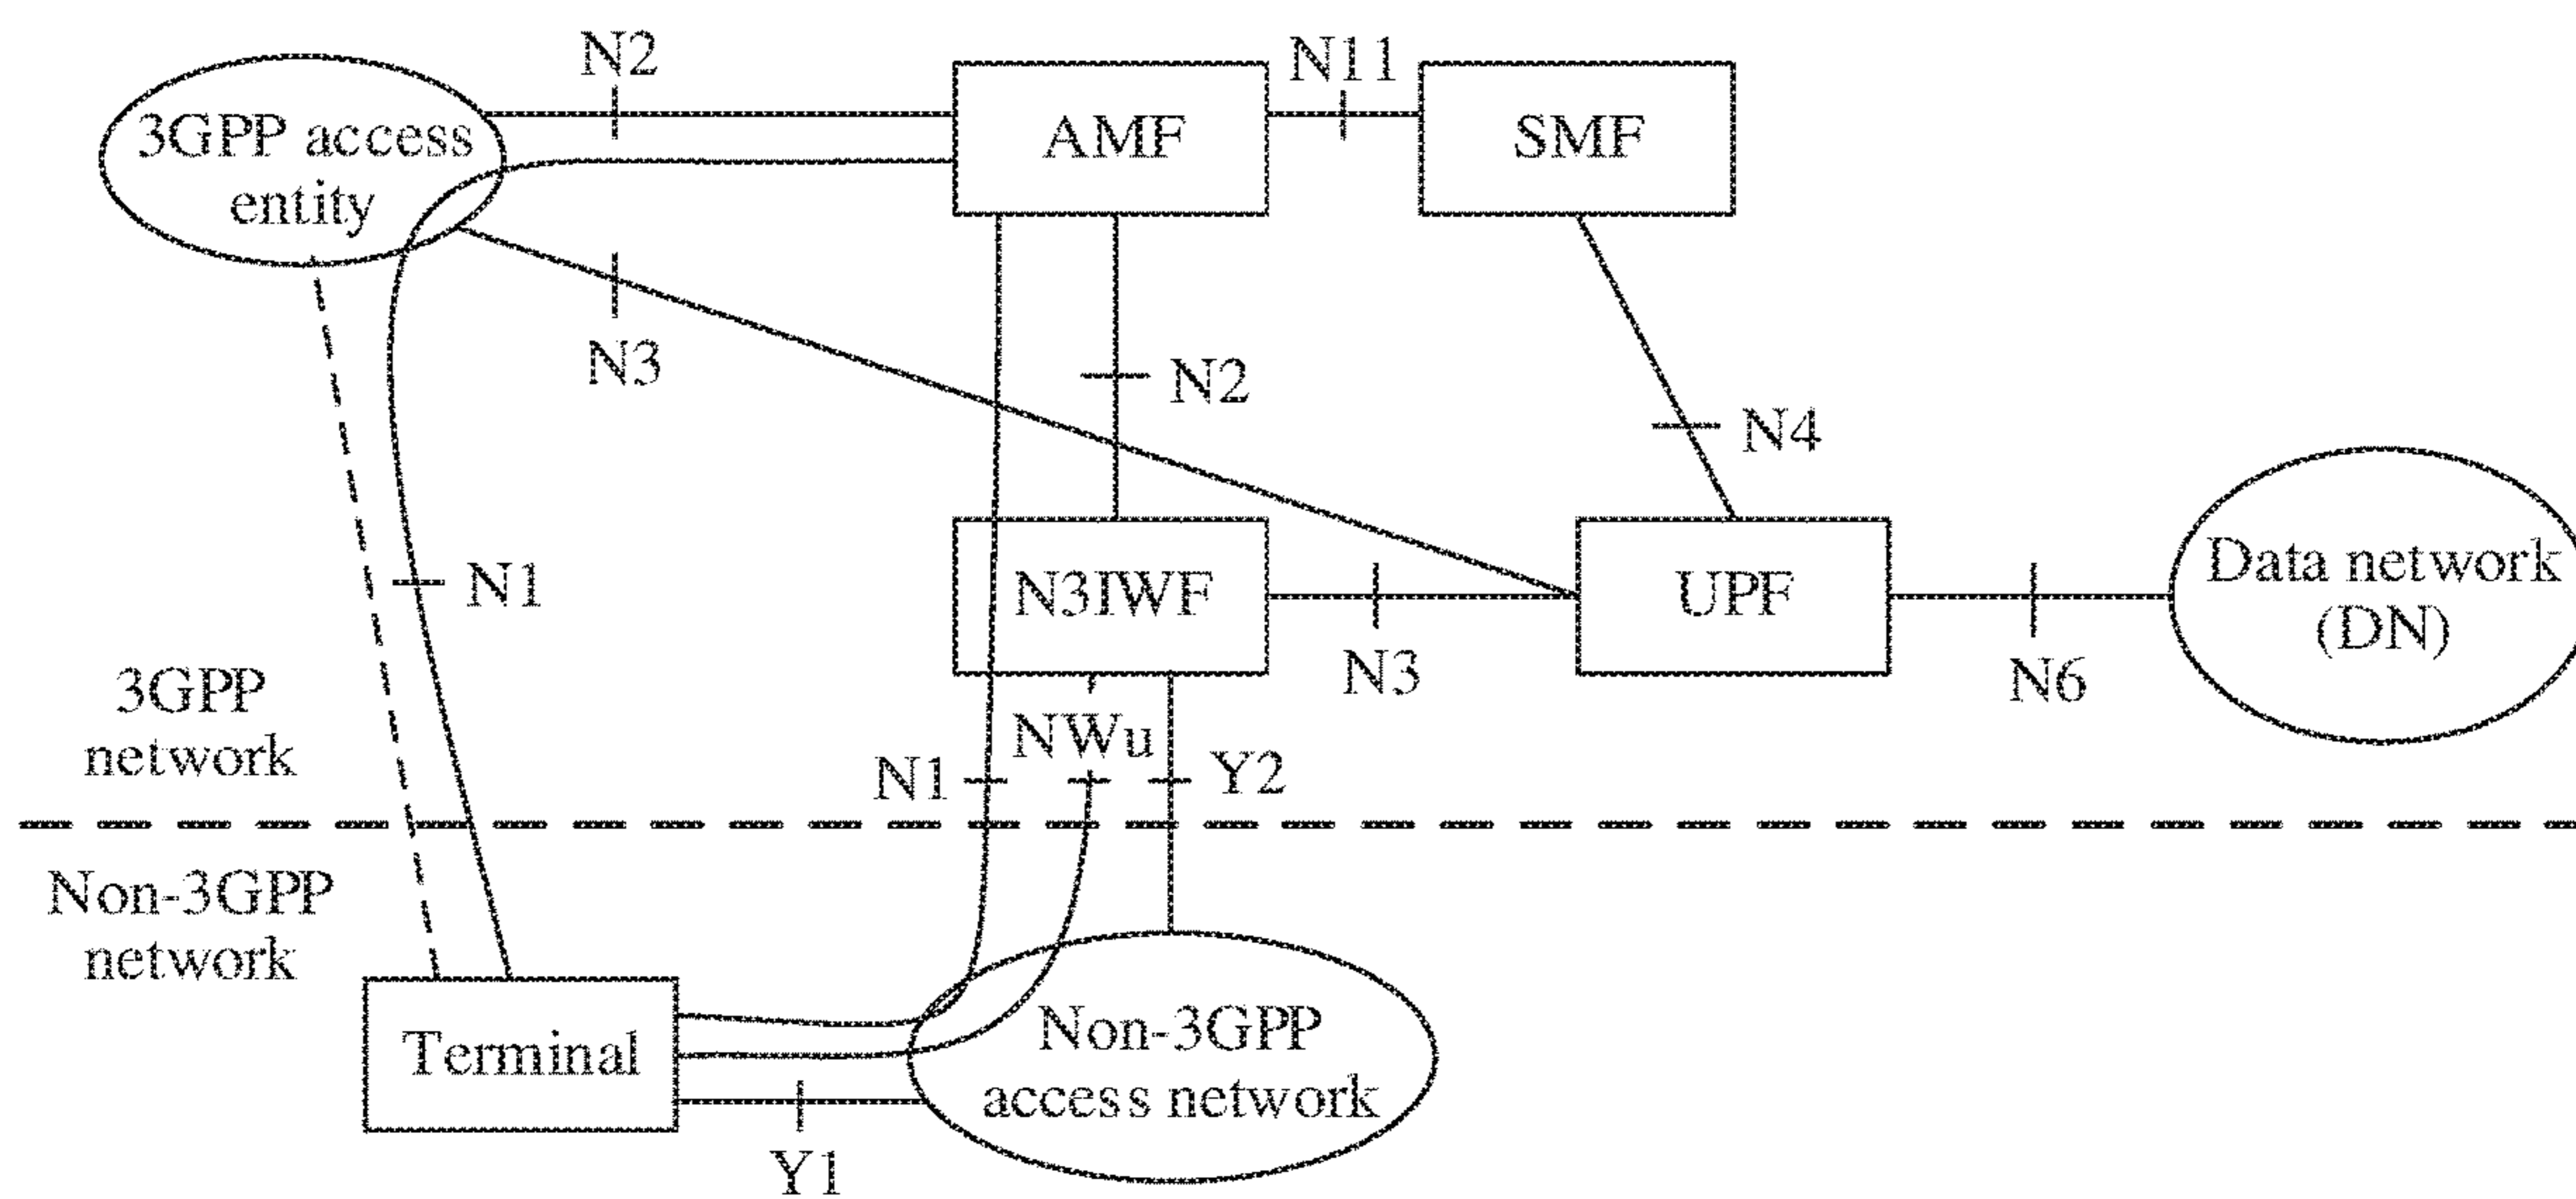 N2
N11
3GPP access
entity
AMF
SMF
N3
N2
N4
N1
N3IWF
UPF
Data network
(DN)
N3
N6
3GPP
network
NWu
N1
Y2
Non-3GPP
network
Terminal
Non-3GPP
access network
Y1